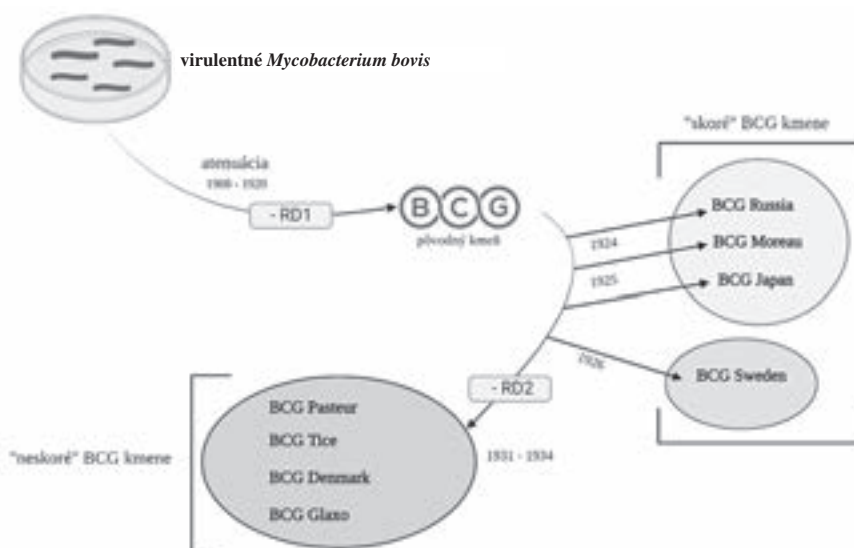 virulentné Mycobacterium bovis
"skoré" BCG kmene
atenuácia
1908 - 1920
- RD1
BCG
pôvodný kmeň
BCG Russia
1924
BCG Moreau
1925
BCG Japan
1926
BCG Sweden
- RD2
BCG Pasteur
BCG Tice
"neskoré" BCG kmene
1931 - 1934
BCG Denmark
BCG Glaxo